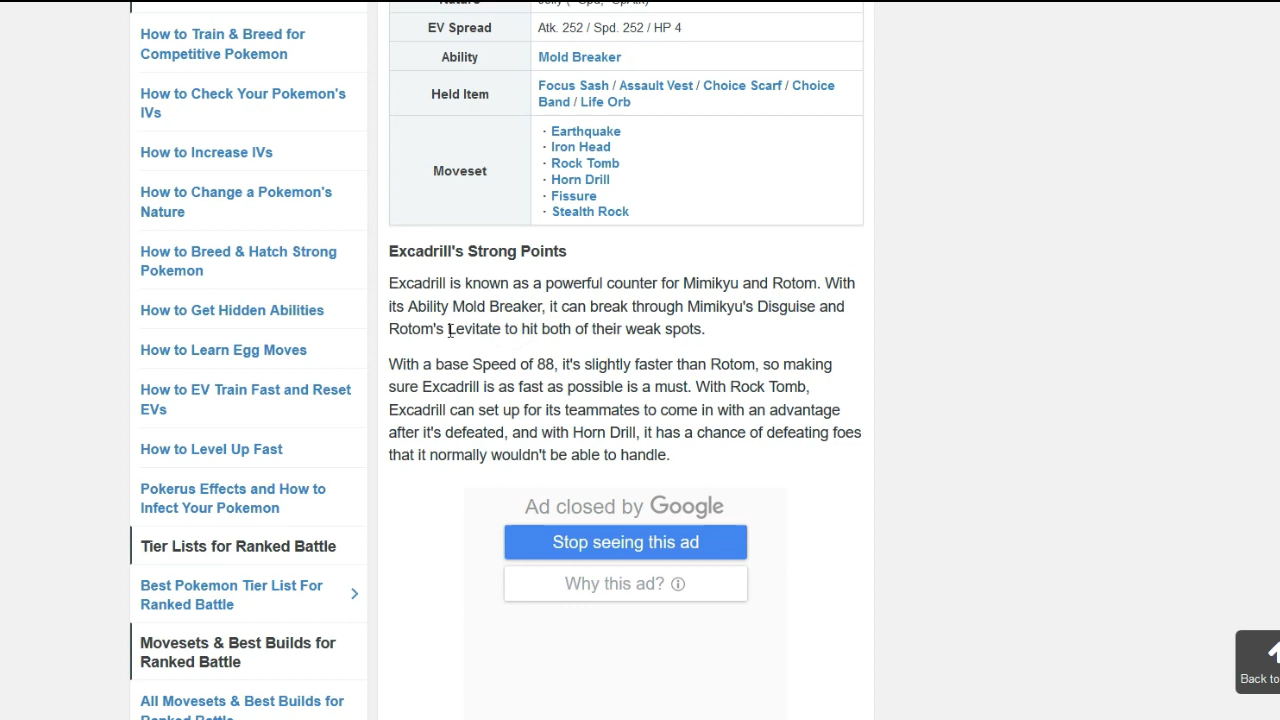 How to Train & Breed for
Competitive Pokemon
How to Check Your Pokemon's
IVs
How to Increase IVs
How to Change a Pokemon's
Nature
How to Breed & Hatch Strong
Pokemon
How to Get Hidden Abilities
How to Learn Egg Moves
How to EV Train Fast and Reset
EVs
How to Level Up Fast
Pokerus Effects and How to
Infect Your Pokemon
Tier Lists for Ranked Battle
Best Pokemon Tier List For
Ranked Battle
Movesets & Best Builds for
Ranked Battle
All Movesets & Best Builds for
Ranked Battle
EV Spread
Atk. 252 / Spd. 252 / HP 4
Ability
Mold Breaker
Held Item
Focus Sash / Assault Vest / Choice Scarf / Choice
Band / Life Orb
Moveset
· Earthquake
· Iron Head
· Rock Tomb
· Horn Drill
· Fissure
· Stealth Rock
Excadrill's Strong Points
Excadrill is known as a powerful counter for Mimikyu and Rotom. With
its Ability Mold Breaker, it can break through Mimikyu's Disguise and
Rotom's Levitate to hit both of their weak spots.
With a base Speed of 88, it's slightly faster than Rotom, so making
sure Excadrill is as fast as possible is a must. With Rock Tomb,
Excadrill can set up for its teammates to come in with an advantage
after it's defeated, and with Horn Drill, it has a chance of defeating foes
that it normally wouldn't be able to handle.
Ad closed by Google
Stop seeing this ad
Why this ad?
Back to